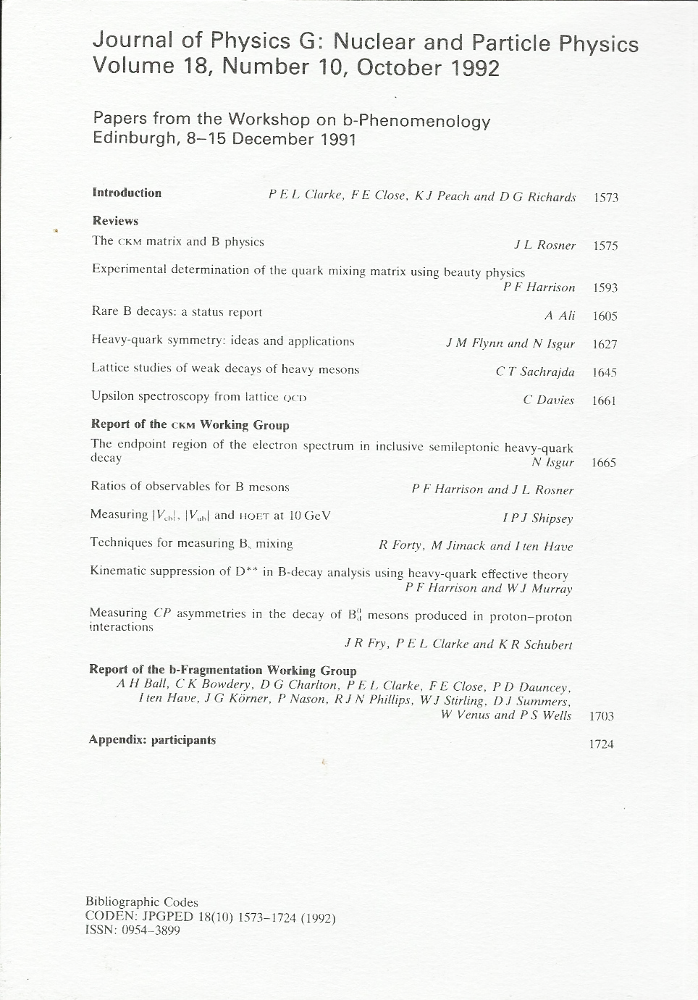 Journal of Physics G: Nuclear and Particle Physics
Volume 18, Number 10, October 1992
Papers from the Workshop on b-Phenomenology
Edinburgh, 8–15 December 1991
Introduction P E L Clarke, F E Close, K J Peach and D G Richards 1573
Reviews
The CKM matrix and B physics J L Rosner 1575
Experimental determination of the quark mixing matrix using beauty physics
P F Harrison 1593
Rare B decays: a status report A Ali 1605
Heavy-quark symmetry: ideas and applications J M Flynn and N Isgur 1627
Lattice studies of weak decays of heavy mesons C T Sachrajda 1645
Upsilon spectroscopy from lattice QCD C Davies 1661
Report of the CKM Working Group
The endpoint region of the electron spectrum in inclusive semileptonic heavy-quark
decay N Isgur 1665
Ratios of observables for B mesons P F Harrison and J L Rosner
Measuring |V_cb|, |V_ub| and HQET at 10 GeV I P J Shipsey
Techniques for measuring B_s mixing R Forty, M Jimack and I ten Have
Kinematic suppression of D** in B-decay analysis using heavy-quark effective theory
P F Harrison and W J Murray
Measuring CP asymmetries in the decay of B⁰_d mesons produced in proton–proton
interactions
J R Fry, P E L Clarke and K R Schubert
Report of the b-Fragmentation Working Group
A H Ball, C K Bowdery, D G Charlton, P E L Clarke, F E Close, P D Dauncey,
I ten Have, J G Körner, P Nason, R J N Phillips, W J Stirling, D J Summers,
W Venus and P S Wells 1703
Appendix: participants 1724
Bibliographic Codes
CODEN: JPGPED 18(10) 1573–1724 (1992)
ISSN: 0954–3899